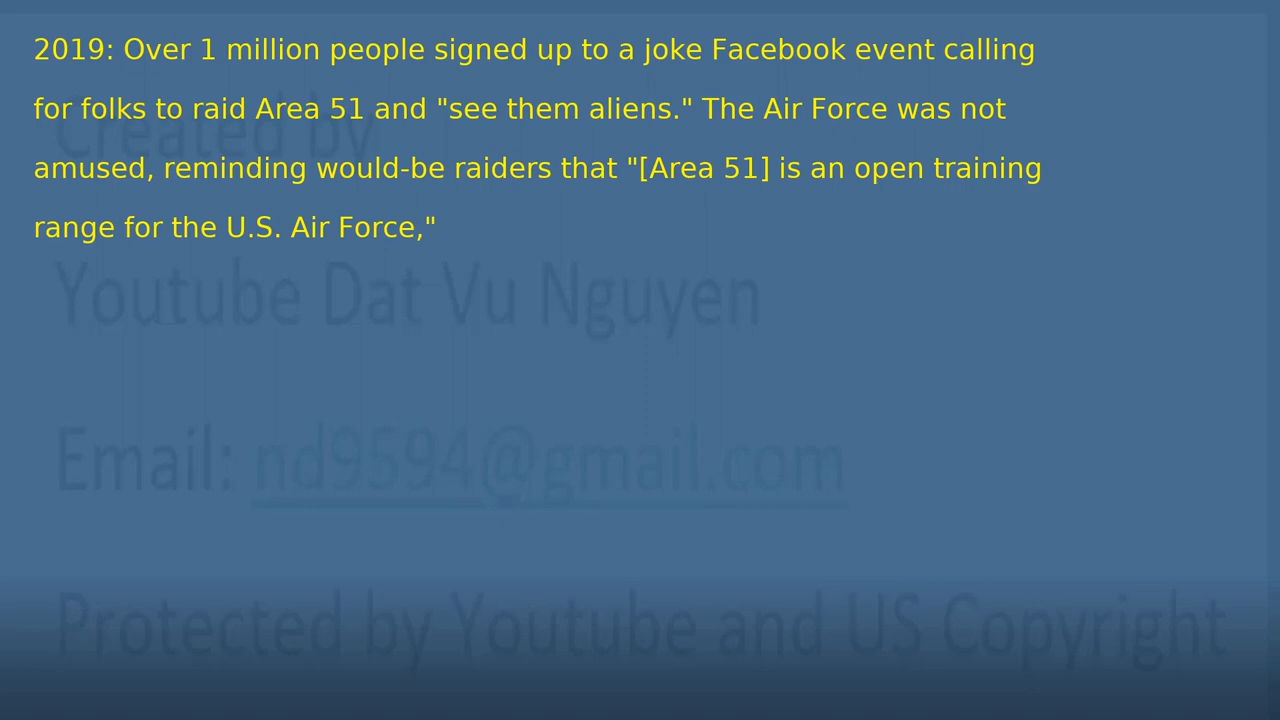 2019: Over 1 million people signed up to a joke Facebook event calling
for folks to raid Area 51 and "see them aliens." The Air Force was not
amused, reminding would-be raiders that "[Area 51] is an open training
range for the U.S. Air Force,"
Created by
Youtube Dat Vu Nguyen
Email: nd9594@gmail.com
Protected by Youtube and US Copyright